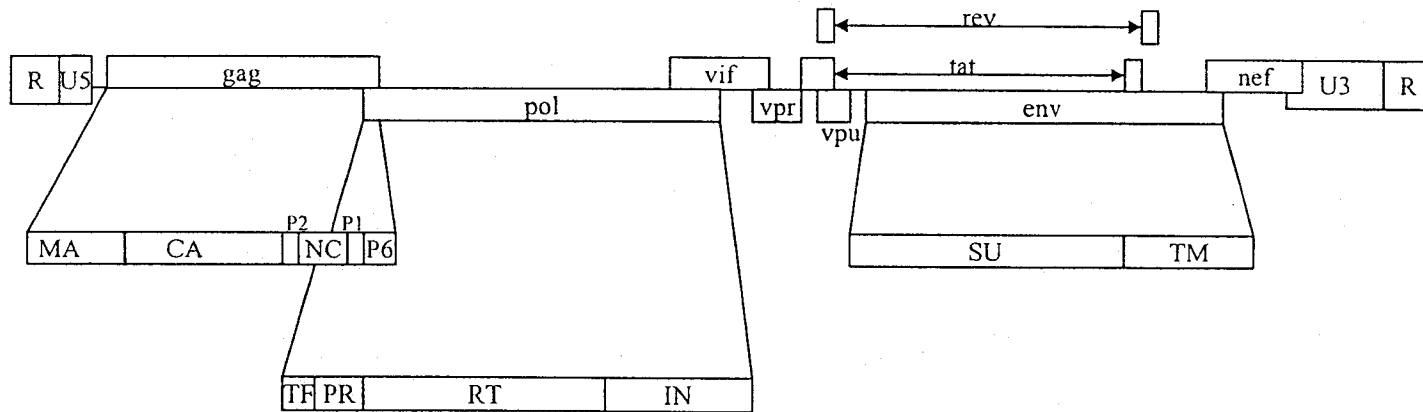 rev
R U5 gag vif tat nef U3 R
pol vpr vpu env
P2 P1
MA CA NC P6 SU TM
TF PR RT IN